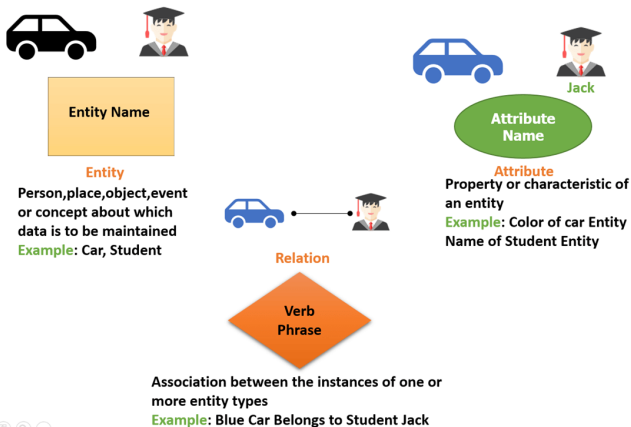 Entity Name
Entity
Person,place,object,event
or concept about which
data is to be maintained
Example: Car, Student
Jack
Attribute
Name
Attribute
Property or characteristic of
an entity
Example: Color of car Entity
Name of Student Entity
Relation
Verb
Phrase
Association between the instances of one or
more entity types
Example: Blue Car Belongs to Student Jack